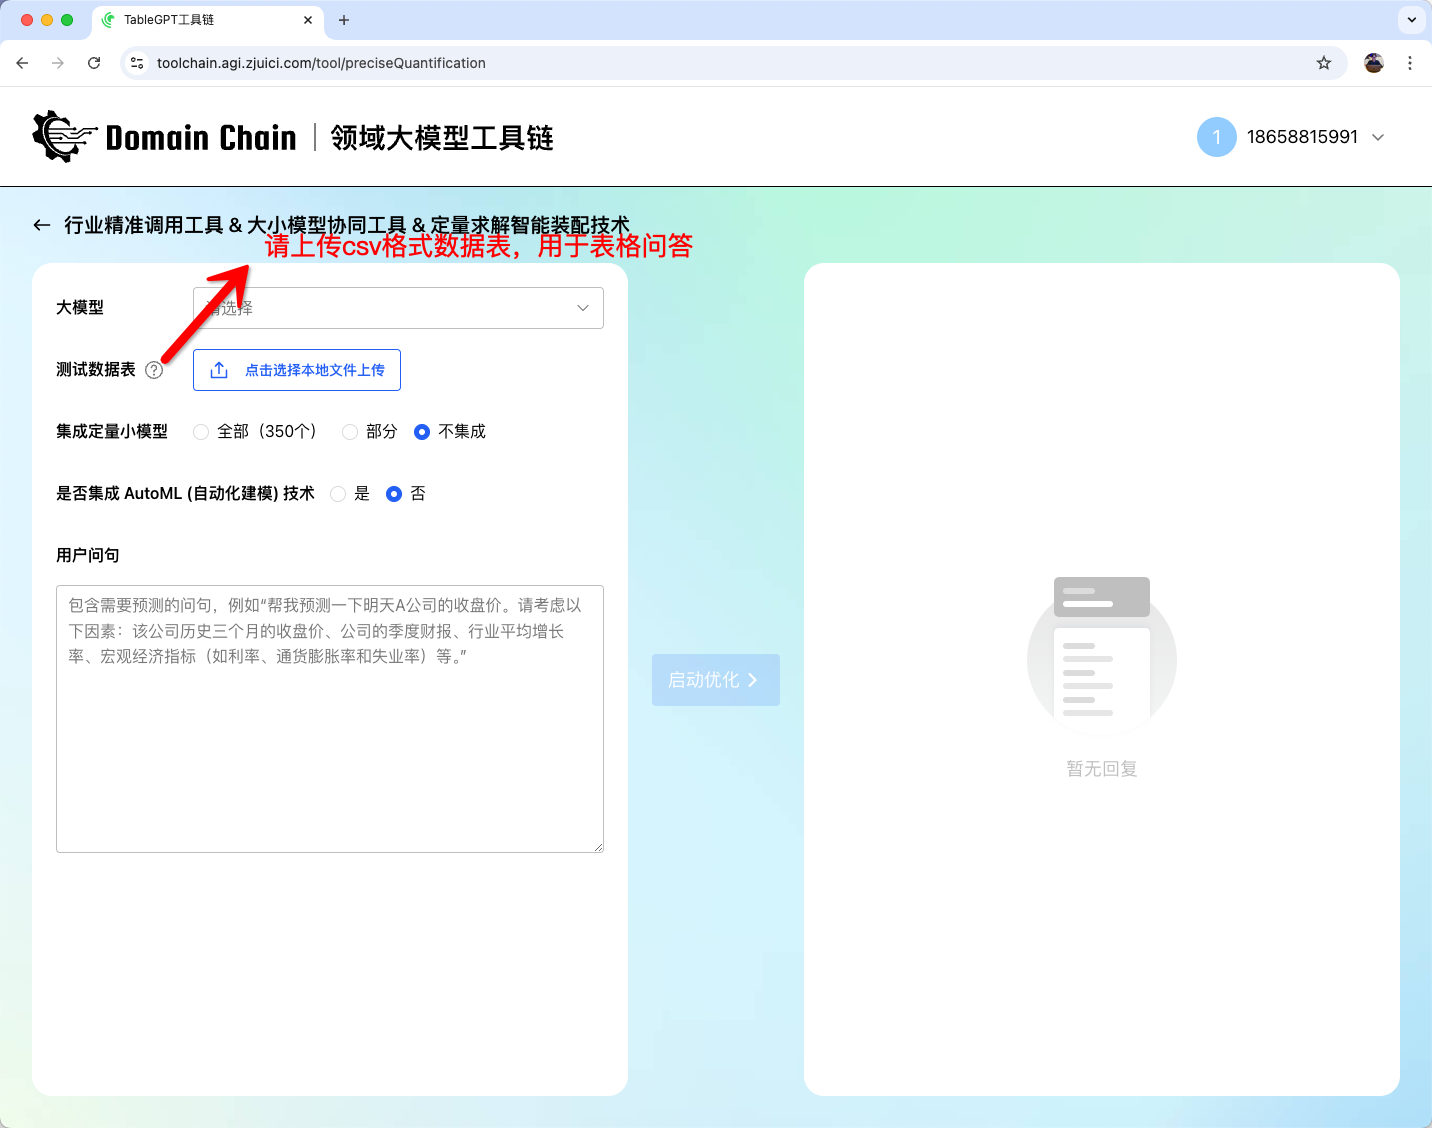 TableGPT工具链
toolchain.agi.zjuici.com/tool/preciseQuantification
Domain Chain
领域大模型工具链
1
18658815991
行业精准调用工具 & 大小模型协同工具 & 定量求解智能装配技术
请上传csv格式数据表，用于表格问答
大模型
请选择
测试数据表
?
点击选择本地文件上传
集成定量小模型
全部（350个）
部分
不集成
是否集成 AutoML (自动化建模) 技术
是
否
用户问句
包含需要预测的问句，例如“帮我预测一下明天A公司的收盘价。请考虑以
下因素：该公司历史三个月的收盘价、公司的季度财报、行业平均增长
率、宏观经济指标（如利率、通货膨胀率和失业率）等。”
启动优化
暂无回复